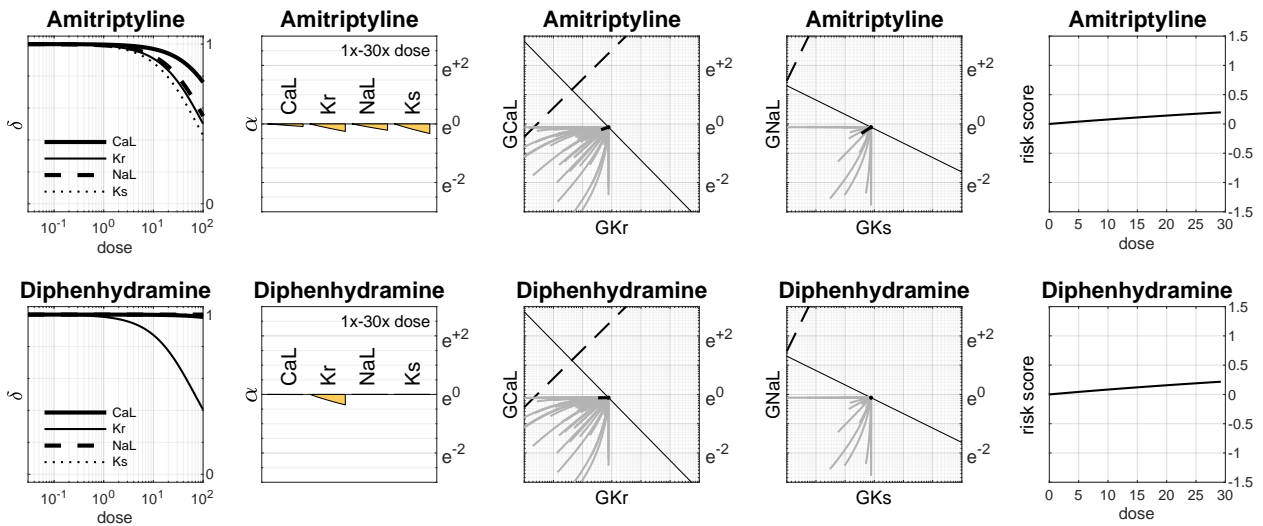 Amitriptyline
δ
1
0
CaL
Kr
NaL
Ks
10^-1 10^0 10^1 10^2
dose
Amitriptyline
1x-30x dose
α
CaL Kr NaL Ks
e^+2
e^0
e^-2
Amitriptyline
GCaL
e^+2
e^0
e^-2
GKr
Amitriptyline
GNaL
e^+2
e^0
e^-2
GKs
Amitriptyline
risk score
1.5
1
0.5
0
-0.5
-1
-1.5
0 5 10 15 20 25 30
dose
Diphenhydramine
δ
1
0
CaL
Kr
NaL
Ks
10^-1 10^0 10^1 10^2
dose
Diphenhydramine
1x-30x dose
α
CaL Kr NaL Ks
e^+2
e^0
e^-2
Diphenhydramine
GCaL
e^+2
e^0
e^-2
GKr
Diphenhydramine
GNaL
e^+2
e^0
e^-2
GKs
Diphenhydramine
risk score
1.5
1
0.5
0
-0.5
-1
-1.5
0 5 10 15 20 25 30
dose